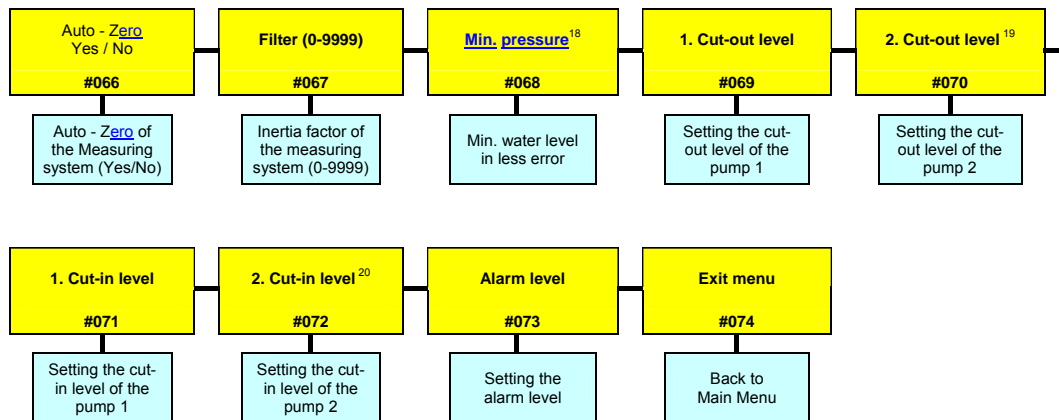 Auto - Zero
Yes / No
#066
Filter (0-9999)
#067
Min. pressure18
#068
1. Cut-out level
#069
2. Cut-out level 19
#070
Auto - Zero of
the Measuring
system (Yes/No)
Inertia factor of
the measuring
system (0-9999)
Min. water level
in less error
Setting the cut-
out level of the
pump 1
Setting the cut-
out level of the
pump 2
1. Cut-in level
#071
2. Cut-in level 20
#072
Alarm level
#073
Exit menu
#074
Setting the cut-
in level of the
pump 1
Setting the cut-
in level of the
pump 2
Setting the
alarm level
Back to
Main Menu